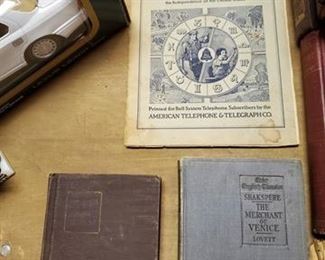 the Independence of the United States
Printed for Bell System Telephone Subscribers by the
AMERICAN TELEPHONE & TELEGRAPH CO.
English Classics
SHAKSPERE
THE
MERCHANT
OF
VENICE
LOVETT